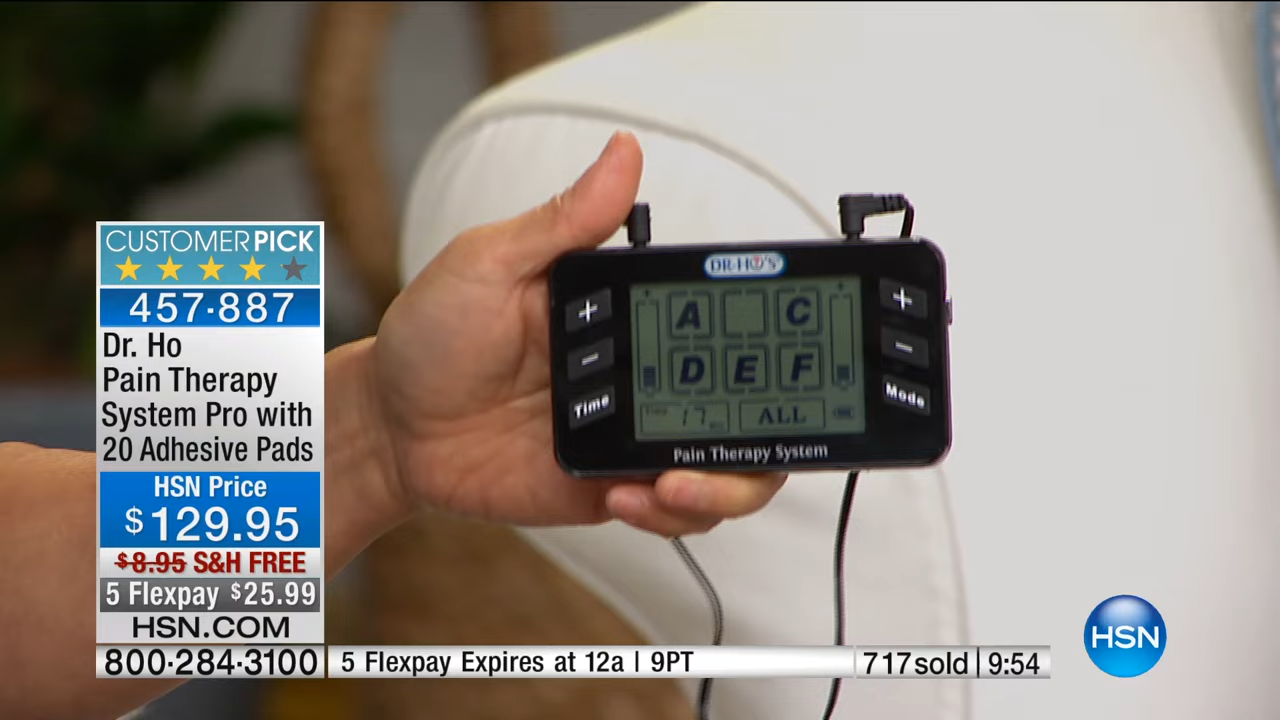 CUSTOMER PICK
457·887
Dr. Ho
Pain Therapy
System Pro with
20 Adhesive Pads
HSN Price
$129.95
$8.95 S&H FREE
5 Flexpay $25.99
HSN.COM
800·284·3100
5 Flexpay Expires at 12a | 9PT
717 sold | 9:54
HSN
DR-HO'S
+
+
A C
-
-
D E F
Time
Mode
Time 17
ALL
Pain Therapy System